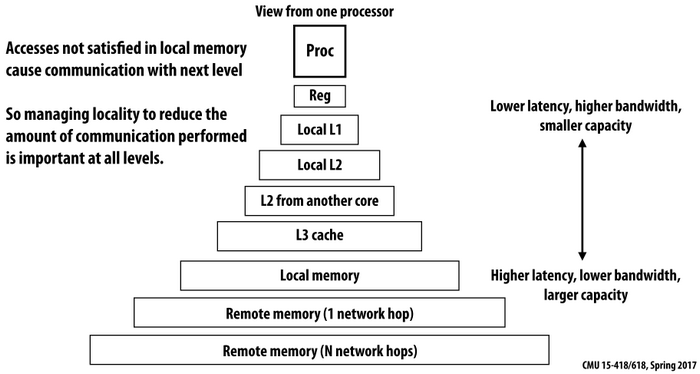 View from one processor
Accesses not satisfied in local memory
cause communication with next level
So managing locality to reduce the
amount of communication performed
is important at all levels.
Proc
Reg
Local L1
Local L2
L2 from another core
L3 cache
Local memory
Remote memory (1 network hop)
Remote memory (N network hops)
Lower latency, higher bandwidth,
smaller capacity
Higher latency, lower bandwidth,
larger capacity
CMU 15-418/618, Spring 2017